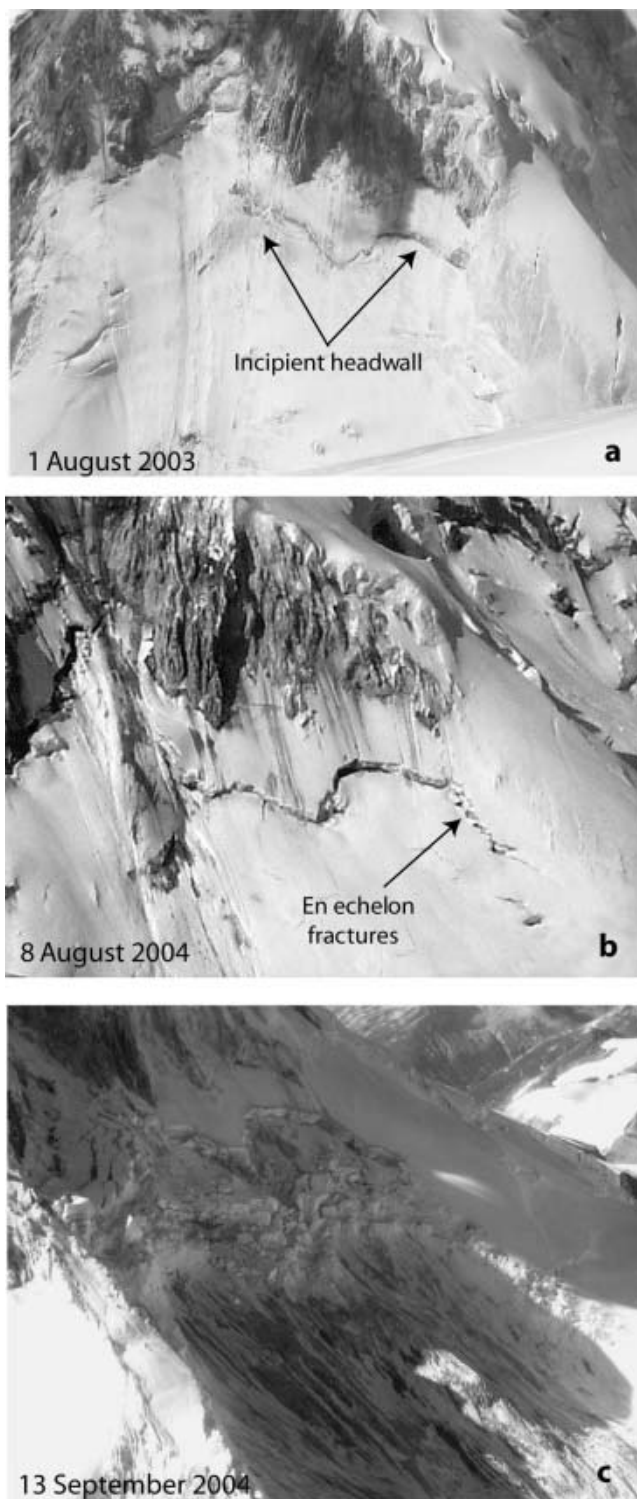 Incipient headwall
1 August 2003
a
En echelon
fractures
8 August 2004
b
13 September 2004
c